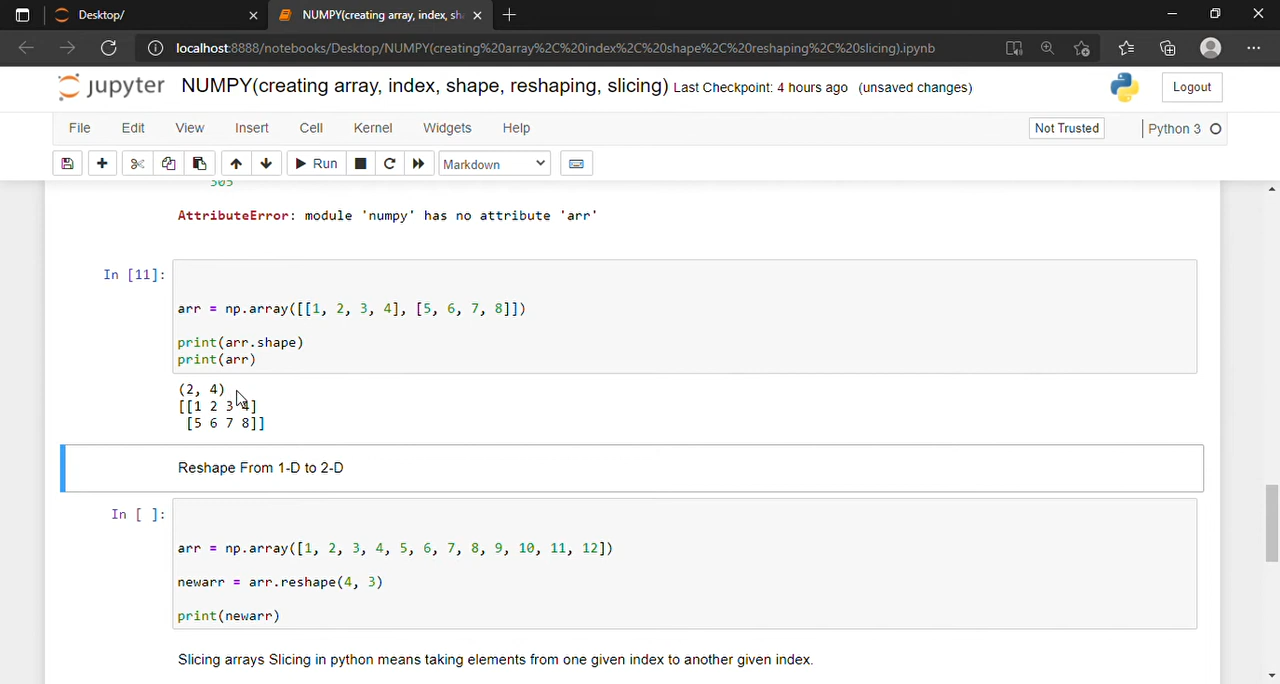 Desktop/
NUMPY(creating array, index, sh
localhost:8888/notebooks/Desktop/NUMPY(creating%20array%2C%20index%2C%20shape%2C%20reshaping%2C%20slicing).ipynb
jupyter NUMPY(creating array, index, shape, reshaping, slicing) Last Checkpoint: 4 hours ago (unsaved changes)
Logout
File Edit View Insert Cell Kernel Widgets Help
Not Trusted
Python 3
Run
Markdown
305
AttributeError: module 'numpy' has no attribute 'arr'
In [11]:
arr = np.array([[1, 2, 3, 4], [5, 6, 7, 8]])
print(arr.shape)
print(arr)
(2, 4)
[[1 2 3 4]
[5 6 7 8]]
Reshape From 1-D to 2-D
In [ ]:
arr = np.array([1, 2, 3, 4, 5, 6, 7, 8, 9, 10, 11, 12])
newarr = arr.reshape(4, 3)
print(newarr)
Slicing arrays Slicing in python means taking elements from one given index to another given index.